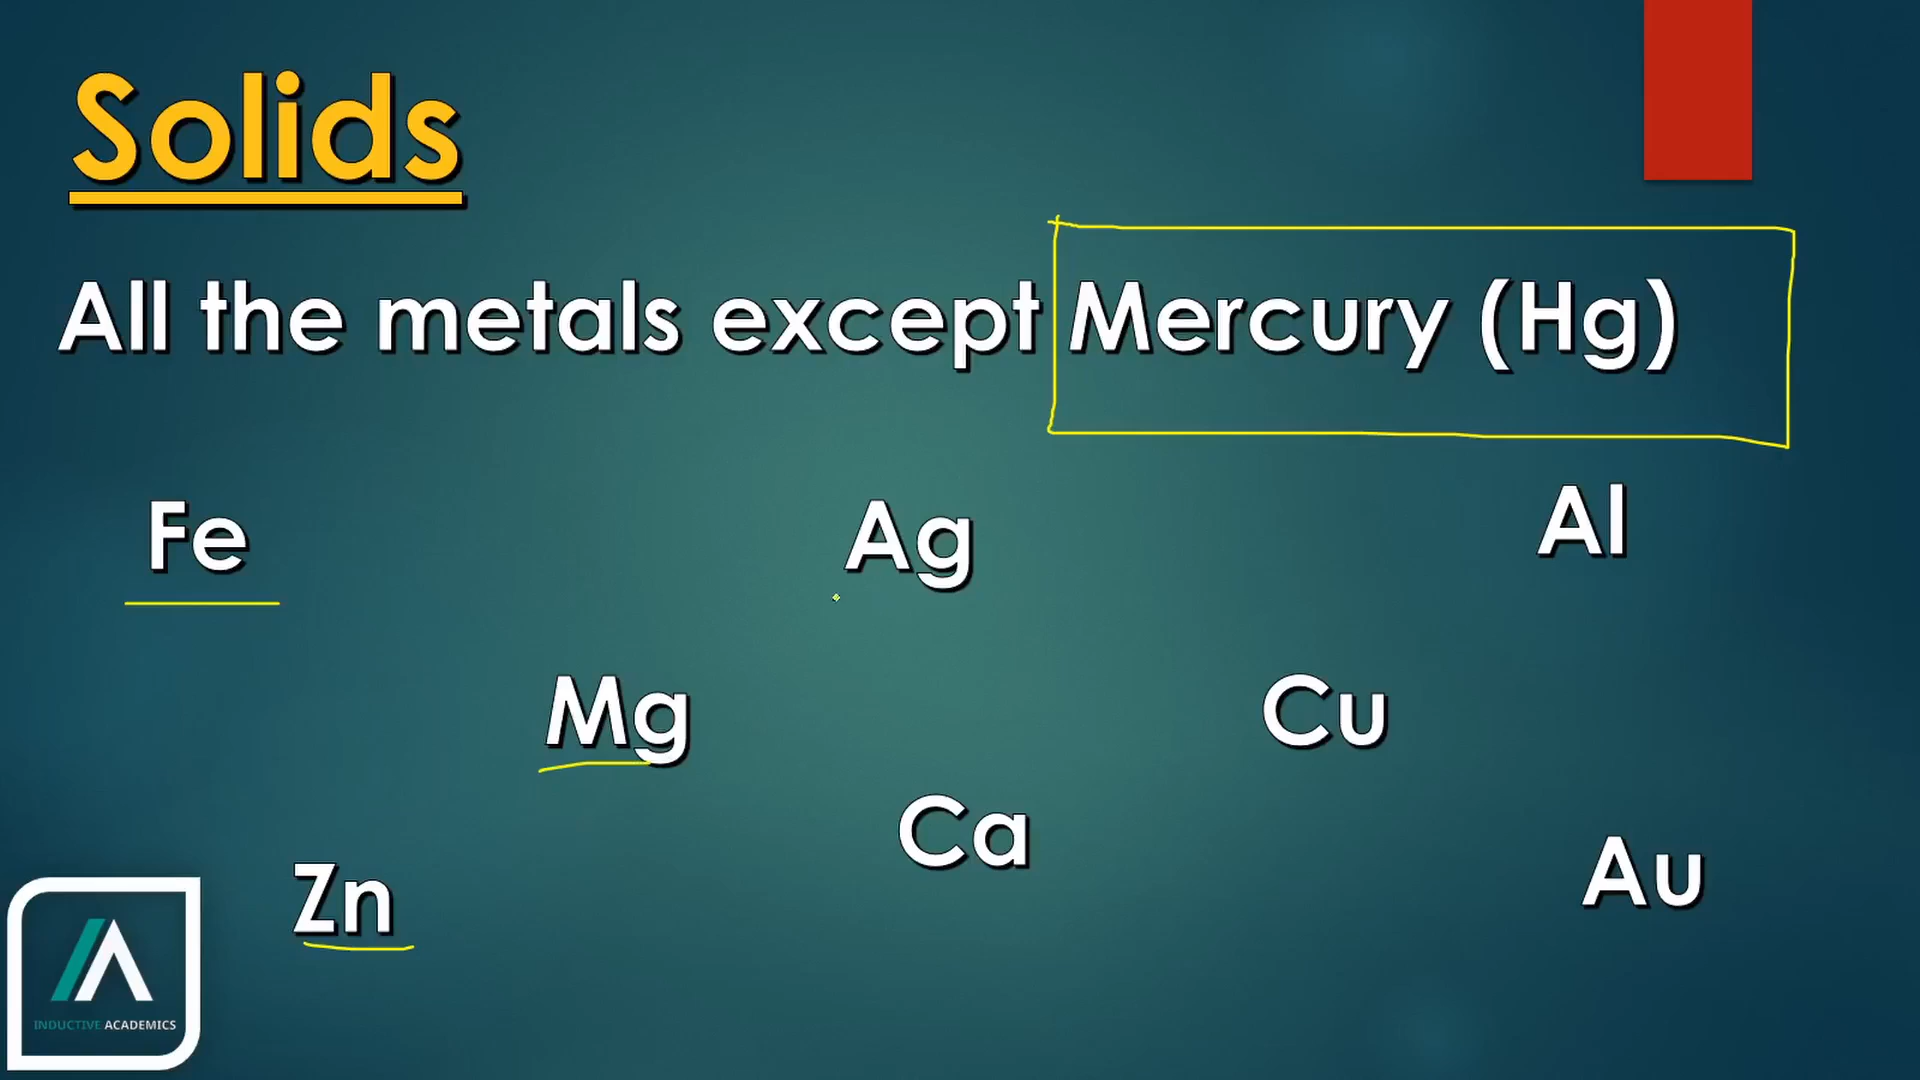 Solids
All the metals except Mercury (Hg)
Fe
Ag
Al
Mg
Cu
Ca
Zn
Au
INDUCTIVE ACADEMICS